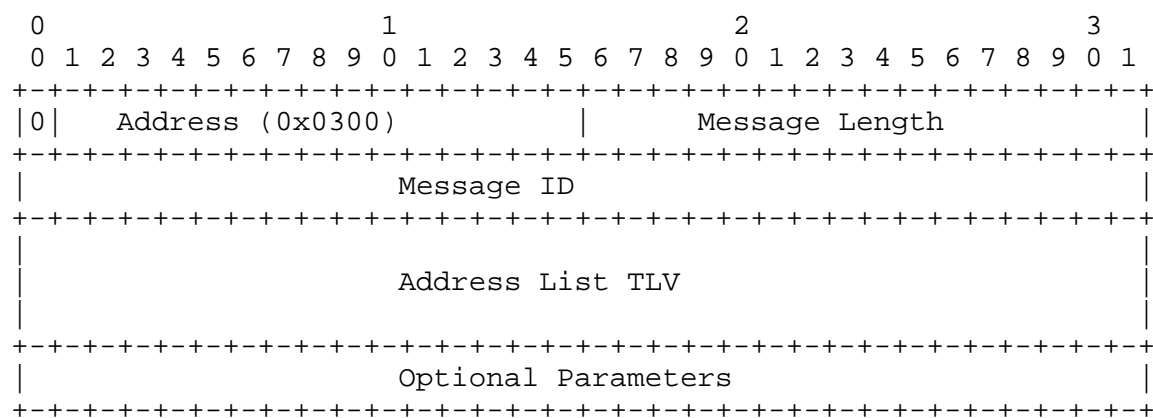 0                   1                   2                   3
 0 1 2 3 4 5 6 7 8 9 0 1 2 3 4 5 6 7 8 9 0 1 2 3 4 5 6 7 8 9 0 1
+-+-+-+-+-+-+-+-+-+-+-+-+-+-+-+-+-+-+-+-+-+-+-+-+-+-+-+-+-+-+-+-+
|0|   Address (0x0300)          |      Message Length           |
+-+-+-+-+-+-+-+-+-+-+-+-+-+-+-+-+-+-+-+-+-+-+-+-+-+-+-+-+-+-+-+-+
|                     Message ID                                |
+-+-+-+-+-+-+-+-+-+-+-+-+-+-+-+-+-+-+-+-+-+-+-+-+-+-+-+-+-+-+-+-+
|                                                               |
|                     Address List TLV                          |
|                                                               |
+-+-+-+-+-+-+-+-+-+-+-+-+-+-+-+-+-+-+-+-+-+-+-+-+-+-+-+-+-+-+-+-+
|                     Optional Parameters                       |
+-+-+-+-+-+-+-+-+-+-+-+-+-+-+-+-+-+-+-+-+-+-+-+-+-+-+-+-+-+-+-+-+